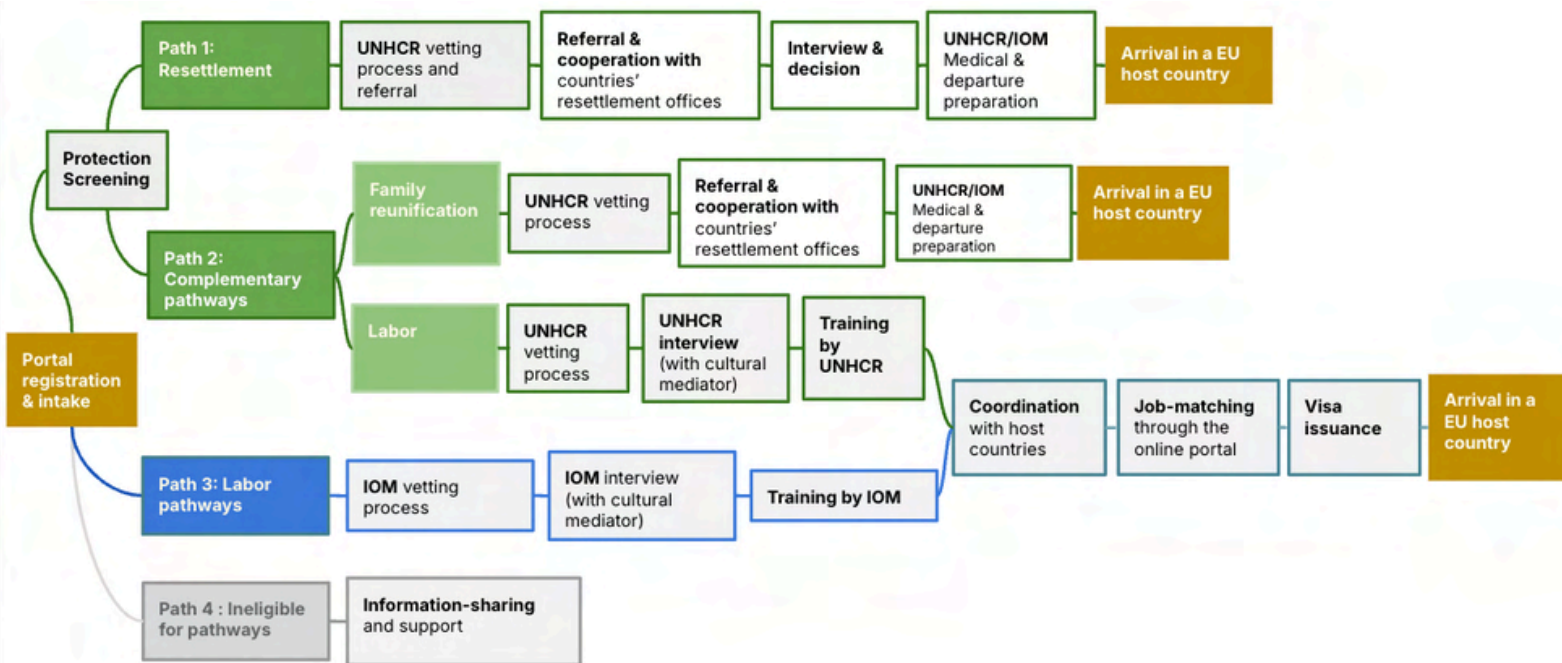 Path 1:
Resettlement
UNHCR vetting
process and
referral
Referral &
cooperation with
countries’
resettlement offices
Interview &
decision
UNHCR/IOM
Medical &
departure
preparation
Arrival in a EU
host country
Protection
Screening
Family
reunification
UNHCR vetting
process
Referral &
cooperation with
countries’
resettlement offices
UNHCR/IOM
Medical &
departure
preparation
Arrival in a EU
host country
Path 2:
Complementary
pathways
Labor
UNHCR
vetting
process
UNHCR
interview
(with cultural
mediator)
Training
by
UNHCR
Portal
registration
& intake
Coordination
with host
countries
Job-matching
through the
online portal
Visa
issuance
Arrival in a
EU host
country
Path 3: Labor
pathways
IOM vetting
process
IOM interview
(with cultural
mediator)
Training by IOM
Path 4 : Ineligible
for pathways
Information-sharing
and support